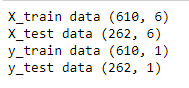 X_train data (610, 6)
X_test data (262, 6)
y_train data (610, 1)
y_test data (262, 1)